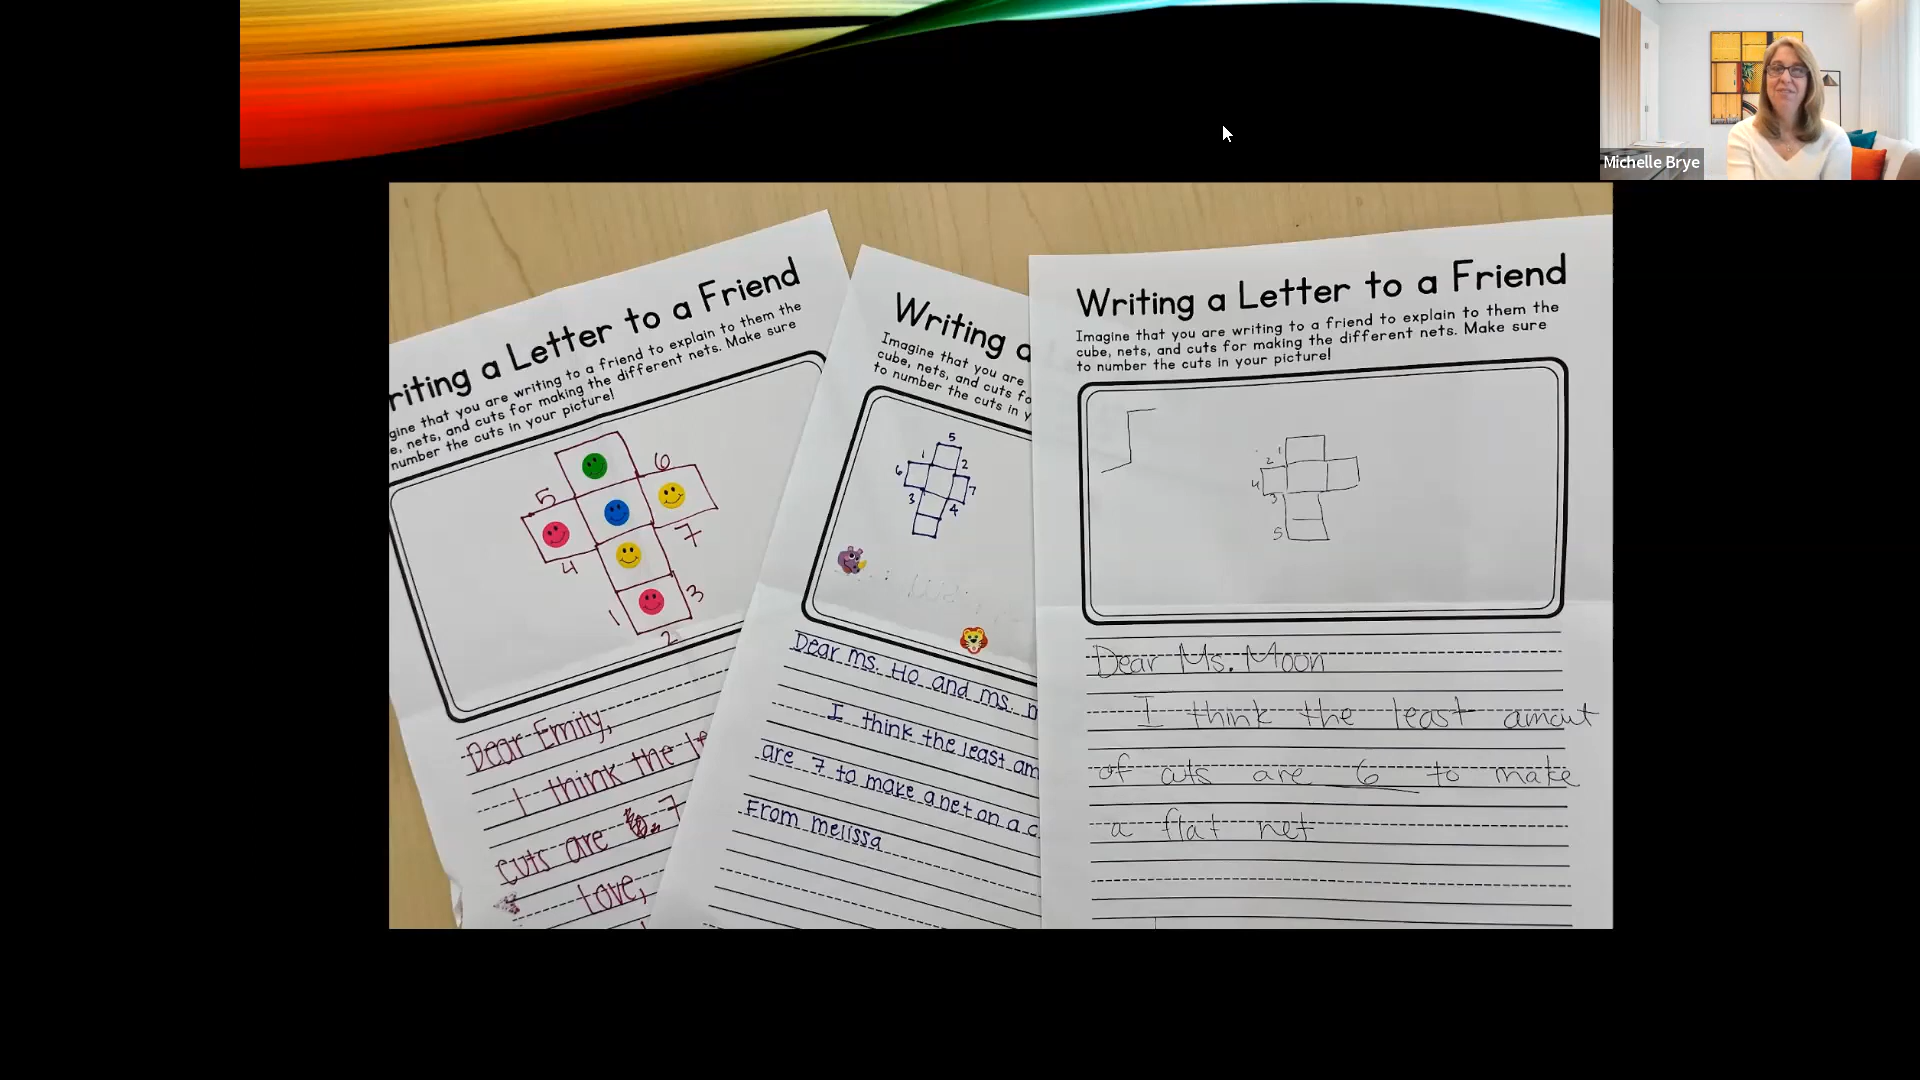 Michelle Brye
riting a Letter to a Friend
gine that you are writing to a friend to explain to them the
e, nets, and cuts for making the different nets. Make sure
number the cuts in your picture!
6
5
7
4
3
1
2
Dear Emily,
I think the le
cuts are 7
Love,
Writing a
Imagine that you are
cube, nets, and cuts fo
to number the cuts in y
5
1
2
6
7
3
4
Dear ms. Ho and ms.
I think the least am
are 7 to make a net on a c
From melissa
Writing a Letter to a Friend
Imagine that you are writing to a friend to explain to them the
cube, nets, and cuts for making the different nets. Make sure
to number the cuts in your picture!
1
2
4
3
5
Dear Ms. Moon
I think the least amout
of cuts are 6 to make
a flat net